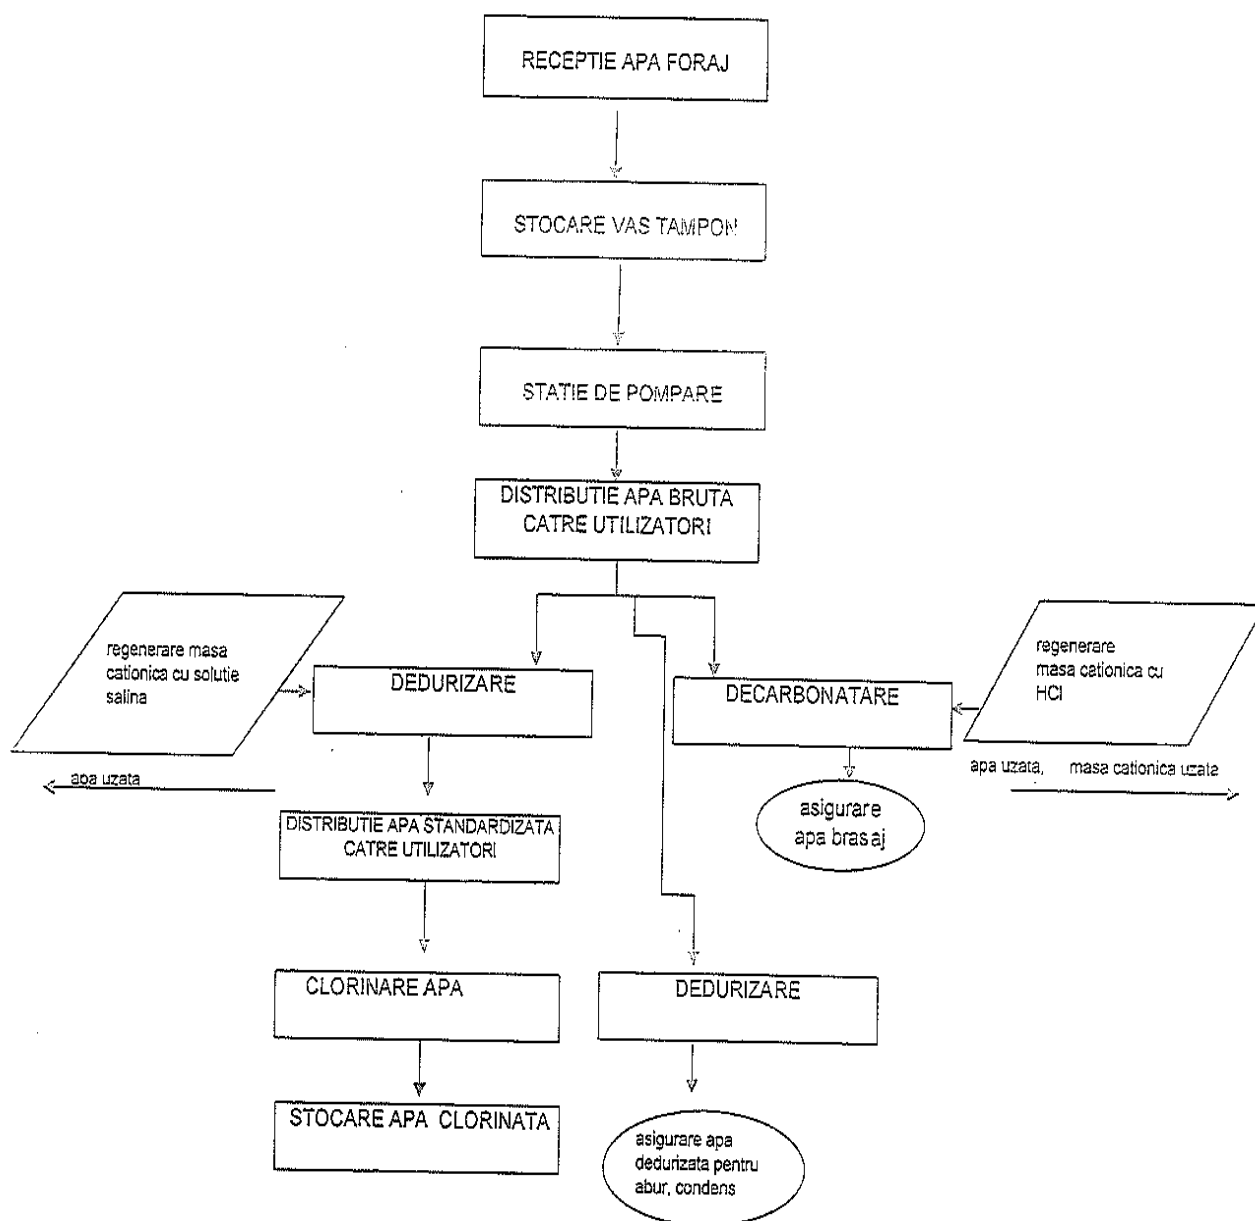 RECEPTIE APA FORAJ
STOCARE VAS TAMPON
STATIE DE POMPARE
DISTRIBUTIE APA BRUTA
CATRE UTILIZATORI
regenerare masa
cationica cu solutie
salina
DEDURIZARE
DECARBONATARE
regenerare
masa cationica cu
HCl
apa uzata
apa uzata, masa cationica uzata
asigurare
apa brasaj
DISTRIBUTIE APA STANDARDIZATA
CATRE UTILIZATORI
CLORINARE APA
DEDURIZARE
STOCARE APA CLORINATA
asigurare apa
dedurizata pentru
abur, condens